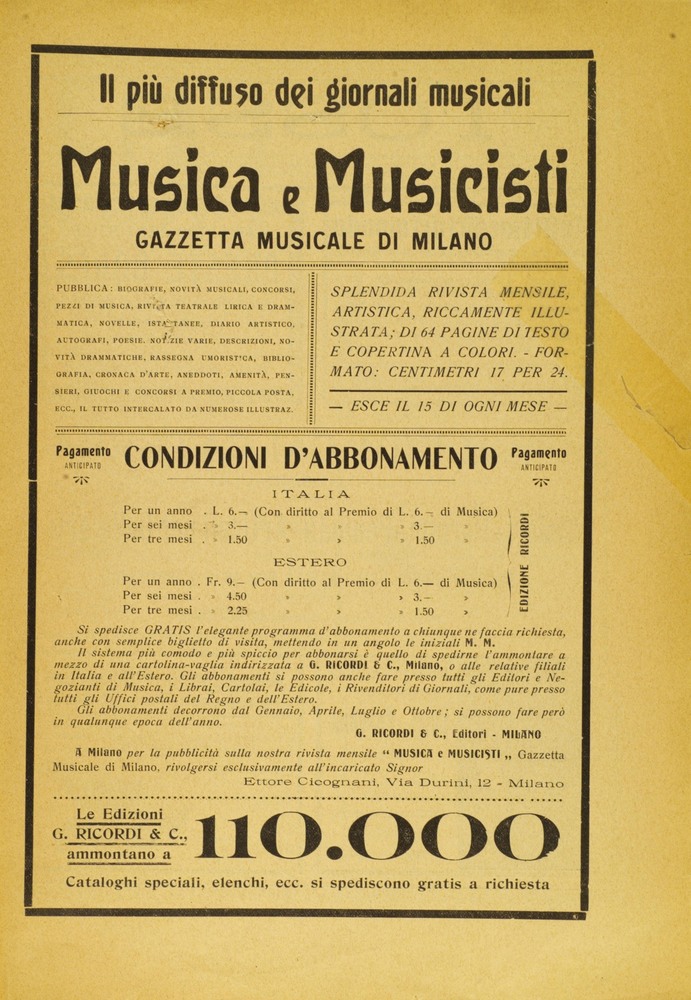 Il più diffuso dei giornali musicali
Musica e Musicisti
GAZZETTA MUSICALE DI MILANO
PUBBLICA: BIOGRAFIE, NOVITÀ MUSICALI, CONCORSI,
PEZZI DI MUSICA, RIVISTA TEATRALE LIRICA E DRAM-
MATICA, NOVELLE, ISTANTANEE, DIARIO ARTISTICO,
AUTOGRAFI, POESIE. NOTIZIE VARIE, DESCRIZIONI, NO-
VITÀ DRAMMATICHE, RASSEGNA UMORISTICA, BIBLIO-
GRAFIA, CRONACA D'ARTE, ANEDDOTI, AMENITÀ, PEN-
SIERI, GIUOCHI E CONCORSI A PREMIO, PICCOLA POSTA,
ECC., IL TUTTO INTERCALATO DA NUMEROSE ILLUSTRAZ.
SPLENDIDA RIVISTA MENSILE,
ARTISTICA, RICCAMENTE ILLU-
STRATA; DI 64 PAGINE DI TESTO
E COPERTINA A COLORI. - FOR-
MATO: CENTIMETRI 17 PER 24.
— ESCE IL 15 DI OGNI MESE —
Pagamento
ANTICIPATO
CONDIZIONI D'ABBONAMENTO
Pagamento
ANTICIPATO
ITALIA
Per un anno . L. 6.— (Con diritto al Premio di L. 6.— di Musica)
Per sei mesi . » 3.— » » » 3.— »
Per tre mesi . » 1.50 » » » 1.50 »
ESTERO
Per un anno . Fr. 9.— (Con diritto al Premio di L. 6.— di Musica)
Per sei mesi . » 4.50 » » » 3.— »
Per tre mesi . » 2.25 » » » 1.50 »
EDIZIONE RICORDI
Si spedisce GRATIS l'elegante programma d'abbonamento a chiunque ne faccia richiesta,
anche con semplice biglietto di visita, mettendo in un angolo le iniziali M. M.
Il sistema più comodo e più spiccio per abbonarsi è quello di spedirne l'ammontare a
mezzo di una cartolina-vaglia indirizzata a G. RICORDI & C., Milano, o alle relative filiali
in Italia e all'Estero. Gli abbonamenti si possono anche fare presso tutti gli Editori e Ne-
gozianti di Musica, i Librai, Cartolai, le Edicole, i Rivenditori di Giornali, come pure presso
tutti gli Uffici postali del Regno e dell'Estero.
Gli abbonamenti decorrono dal Gennaio, Aprile, Luglio e Ottobre; si possono fare però
in qualunque epoca dell'anno.
G. RICORDI & C., Editori - MILANO
A Milano per la pubblicità sulla nostra rivista mensile “ MUSICA e MUSICISTI „ Gazzetta
Musicale di Milano, rivolgersi esclusivamente all'incaricato Signor
Ettore Cicognani, Via Durini, 12 - Milano
Le Edizioni
G. RICORDI & C.,
ammontano a
110.000
Cataloghi speciali, elenchi, ecc. si spediscono gratis a richiesta